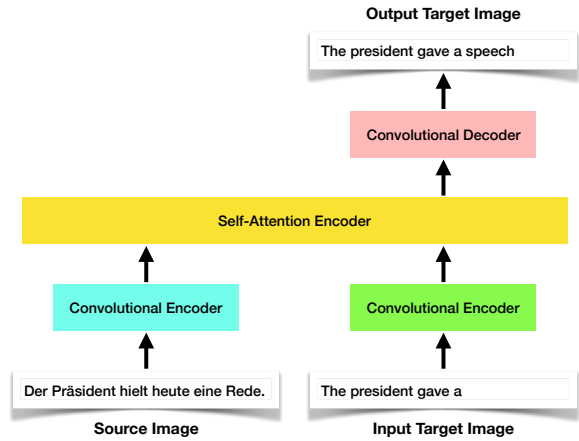 Output Target Image
The president gave a speech
Convolutional Decoder
Self-Attention Encoder
Convolutional Encoder
Convolutional Encoder
Der Präsident hielt heute eine Rede.
The president gave a
Source Image
Input Target Image